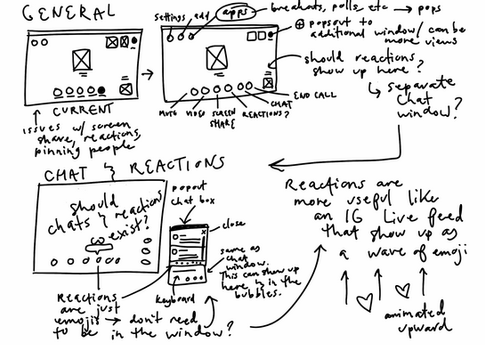 GENERAL
settings add apps → breakouts, polls, etc → pops
⊕ popout to
additional window/can be
more views
should reactions
show up here?
↳ separate
chat
window?
CURRENT
issues w/ screen
share, reactions,
pinning people
MUTE VIDEO SCREEN
SHARE
REACTIONS?
CHAT
END CALL
CHAT & REACTIONS
should
chats & reactions
co
exist?
popout
chat box
close
same as
chat
window.
This can show up
here in the
bubbles.
keyboard
Reactions
are just
emojis → don't need
to be in the window?
Reactions are
more useful like
an IG Live feed
that show up as
a wave of emoji
animated
upward